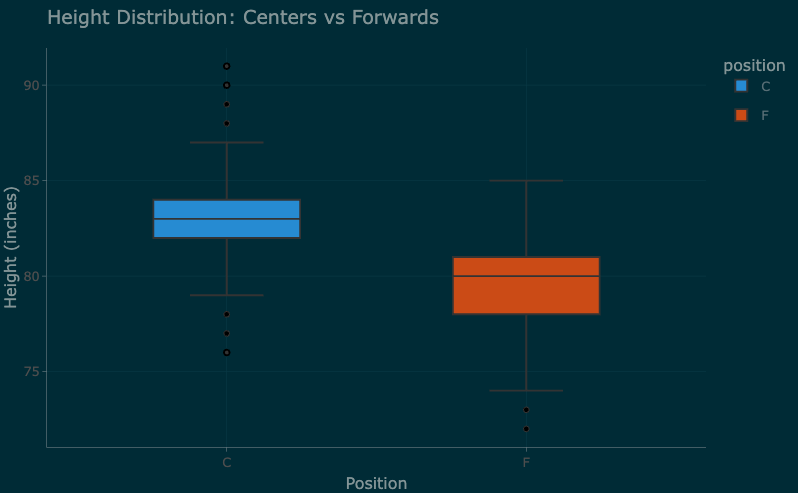 Height Distribution: Centers vs Forwards
position
C
F
90
85
80
75
Height (inches)
C
F
Position